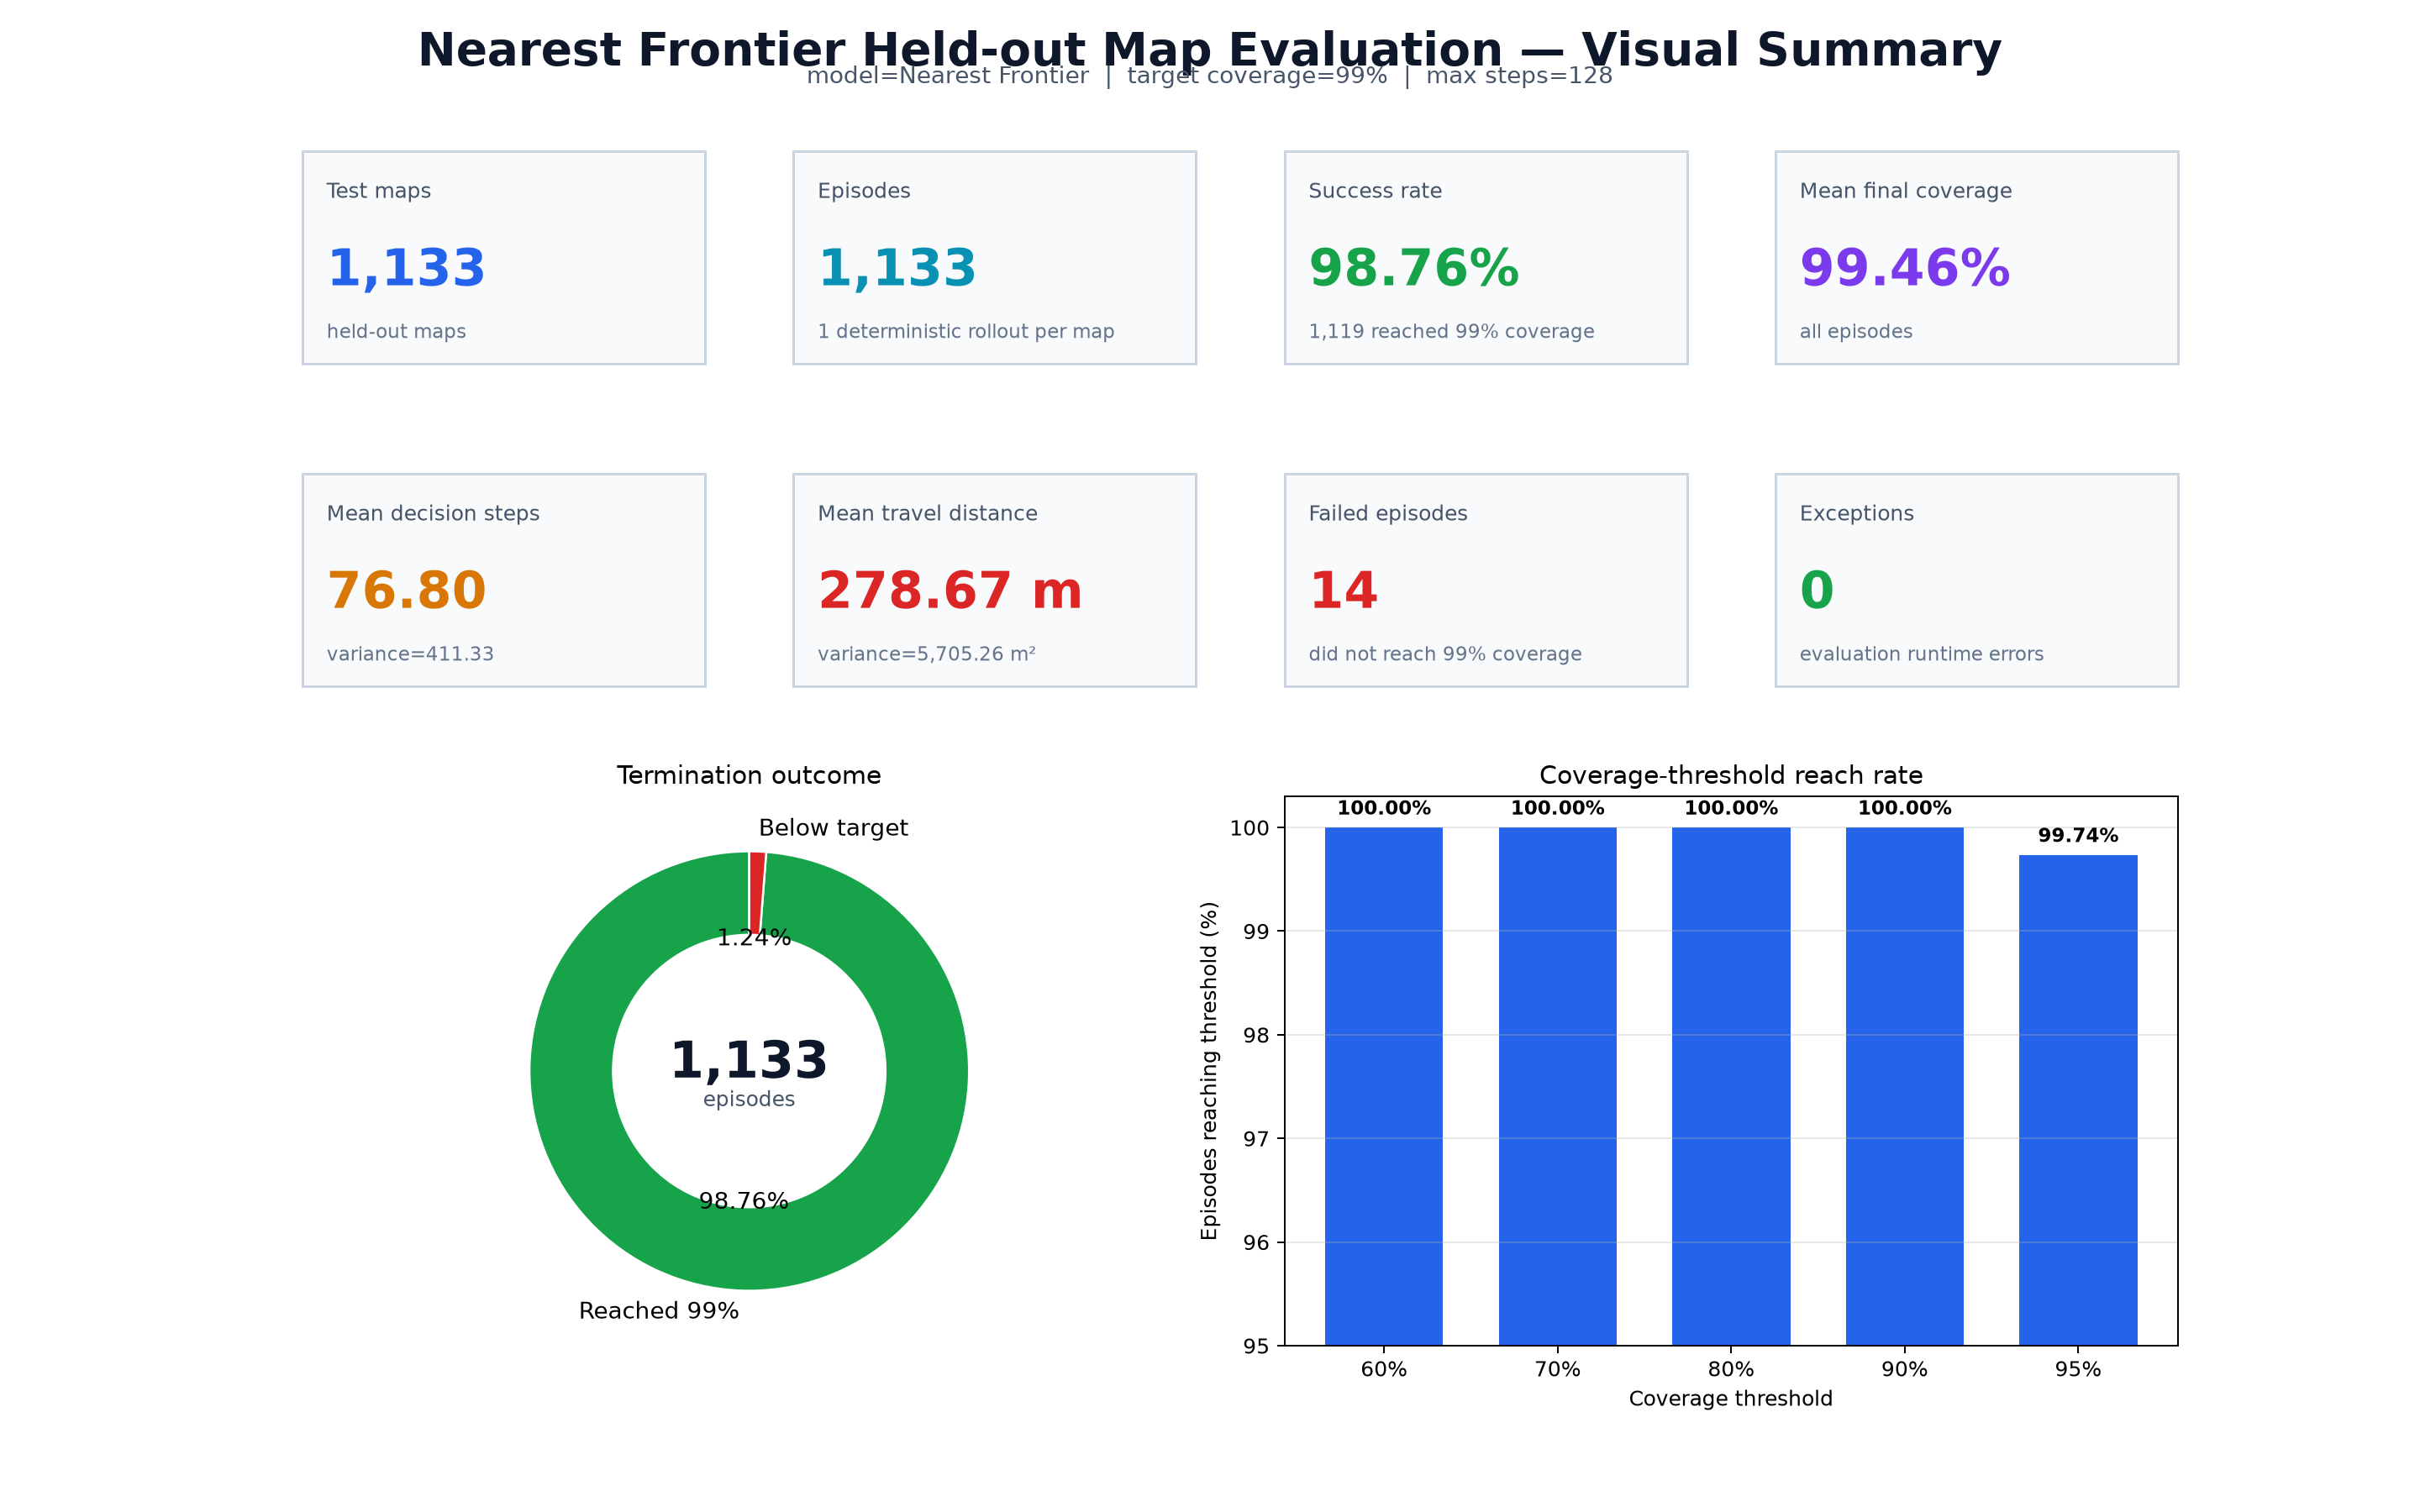 Nearest Frontier Held-out Map Evaluation — Visual Summary
model=Nearest Frontier | target coverage=99% | max steps=128
Test maps
1,133
held-out maps
Episodes
1,133
1 deterministic rollout per map
Success rate
98.76%
1,119 reached 99% coverage
Mean final coverage
99.46%
all episodes
Mean decision steps
76.80
variance=411.33
Mean travel distance
278.67 m
variance=5,705.26 m²
Failed episodes
14
did not reach 99% coverage
Exceptions
0
evaluation runtime errors
Termination outcome
Below target
1.24%
1,133
episodes
98.76%
Reached 99%
Coverage-threshold reach rate
100.00% 100.00% 100.00% 100.00% 99.74%
Episodes reaching threshold (%)
100
99
98
97
96
95
60% 70% 80% 90% 95%
Coverage threshold